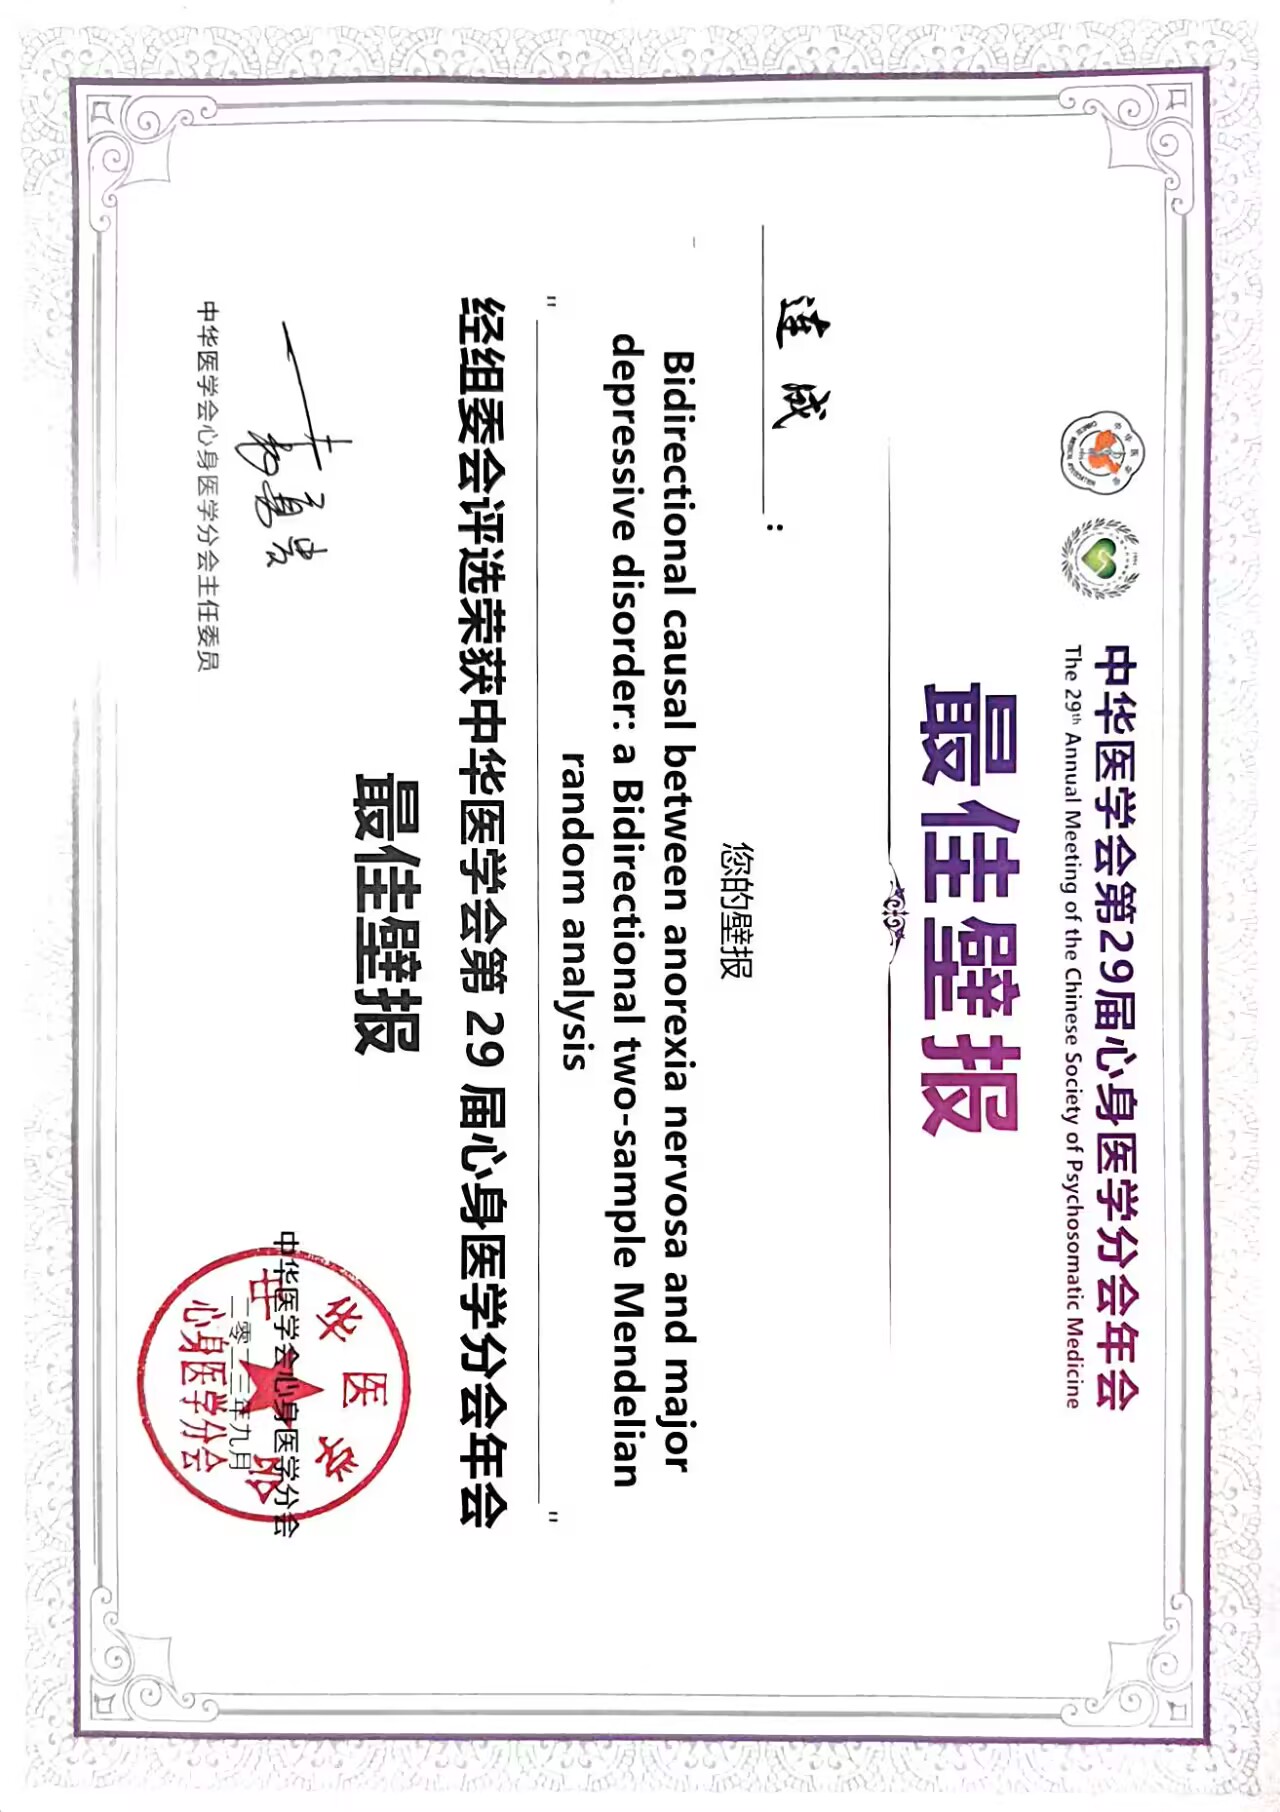 中华医学会第29届心身医学分会年会
The 29th Annual Meeting of the Chinese Society of Psychosomatic Medicine
最佳壁报
连成：
您的壁报
Bidirectional causal between anorexia nervosa and major
depressive disorder: a Bidirectional two-sample Mendelian
random analysis
" "
经组委会评选荣获中华医学会第 29 届心身医学分会年会
最佳壁报
中华医学会心身医学分会主任委员
中华医学会心身医学分会
二零二三年九月
中华医学会
心身医学分会